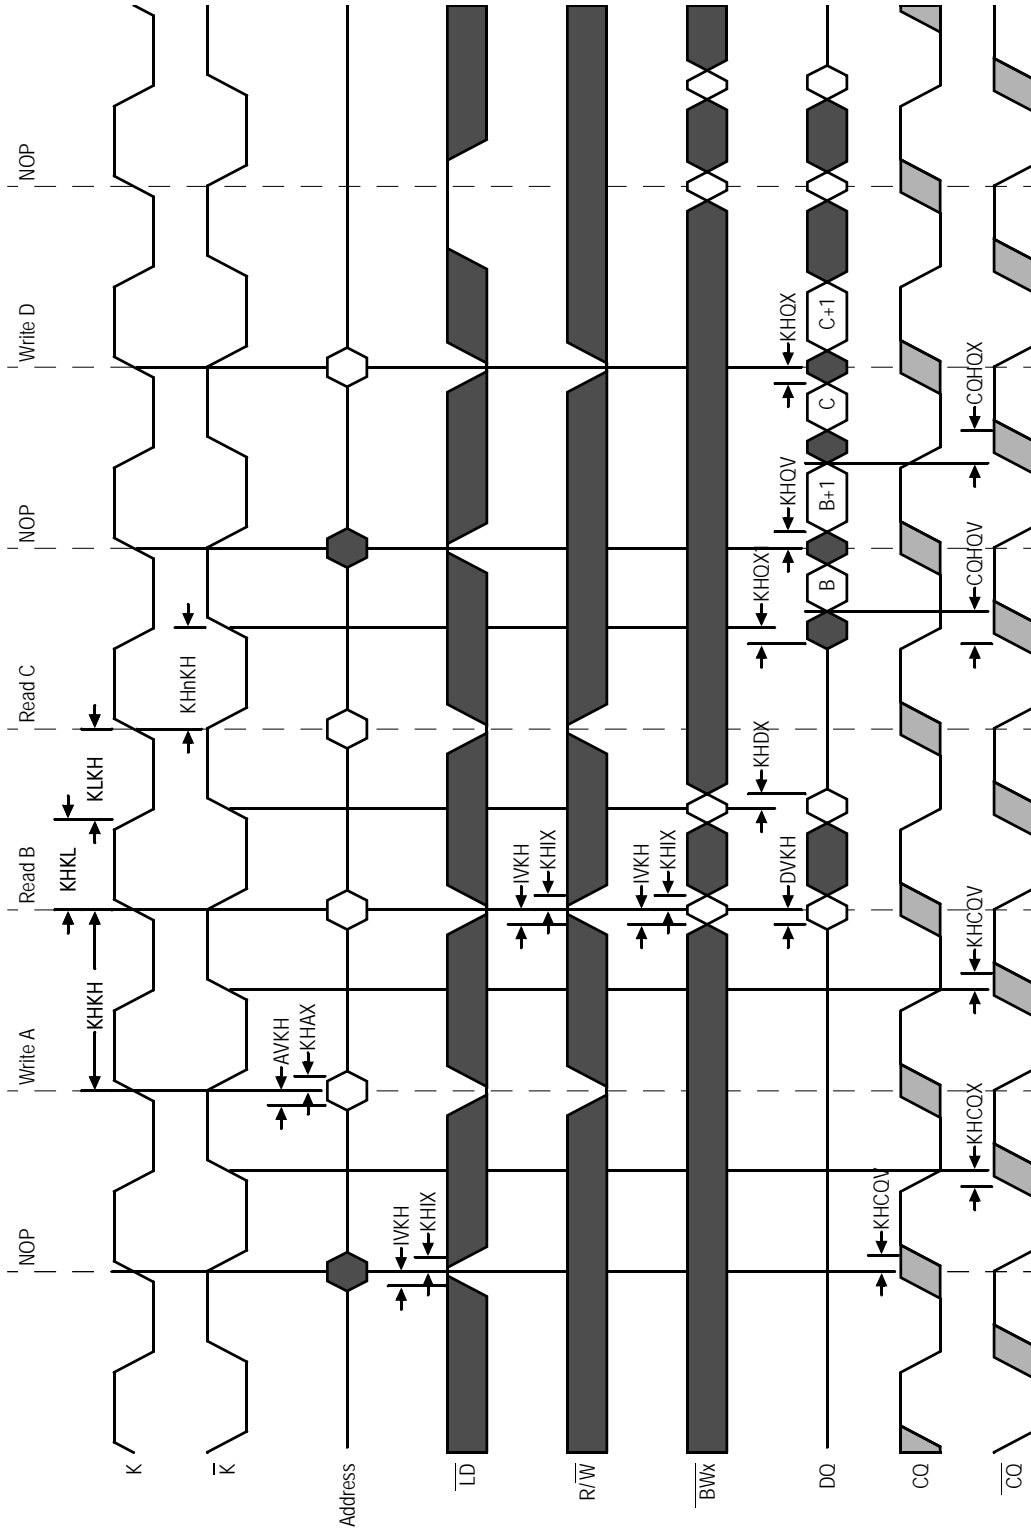 NOP
Write A
Read B
Read C
NOP
Write D
NOP
K
KHKH
KHKL
KLKH
K
KHnKH
Address
AVKH
KHAX
LD
IVKH
KHIX
R/W
IVKH
KHIX
BWx
IVKH
KHIX
KHDX
KHQX1
DQ
DVKH
KHQV
KHQX
B
B+1
C
C+1
CQ
KHCQV
CQ
KHCQX
KHCQV
CQHQV
CQHQX